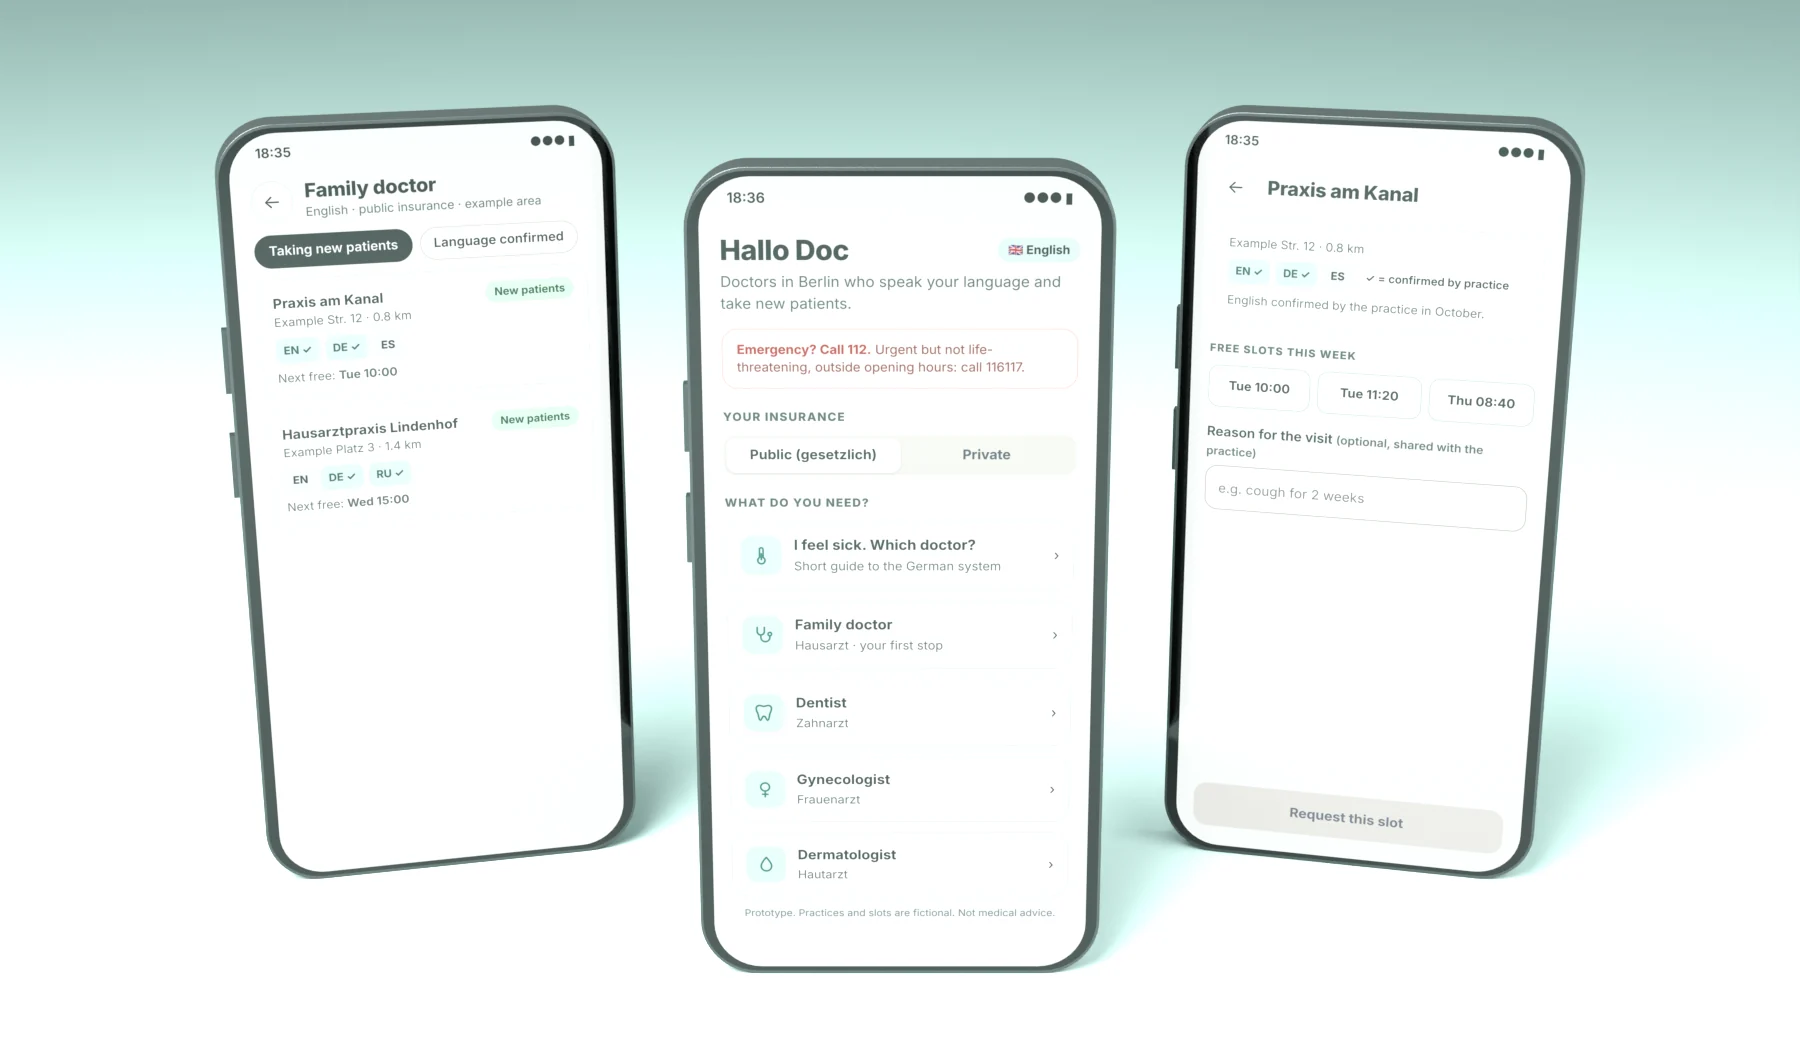 18:35
Family doctor
English · public insurance · example area
Taking new patients
Language confirmed
Praxis am Kanal
New patients
Example Str. 12 · 0.8 km
EN ✓ DE ✓ ES
Next free: Tue 10:00
Hausarztpraxis Lindenhof
New patients
Example Platz 3 · 1.4 km
EN DE ✓ RU ✓
Next free: Wed 15:00
18:36
Hallo Doc
English
Doctors in Berlin who speak your language and
take new patients.
Emergency? Call 112. Urgent but not life-
threatening, outside opening hours: call 116117.
YOUR INSURANCE
Public (gesetzlich)
Private
WHAT DO YOU NEED?
I feel sick. Which doctor?
Short guide to the German system
Family doctor
Hausarzt · your first stop
Dentist
Zahnarzt
Gynecologist
Frauenarzt
Dermatologist
Hautarzt
Prototype. Practices and slots are fictional. Not medical advice.
18:35
Praxis am Kanal
Example Str. 12 · 0.8 km
EN ✓ DE ✓ ES ✓ = confirmed by practice
English confirmed by the practice in October.
FREE SLOTS THIS WEEK
Tue 10:00
Tue 11:20
Thu 08:40
Reason for the visit (optional, shared with the
practice)
e.g. cough for 2 weeks
Request this slot